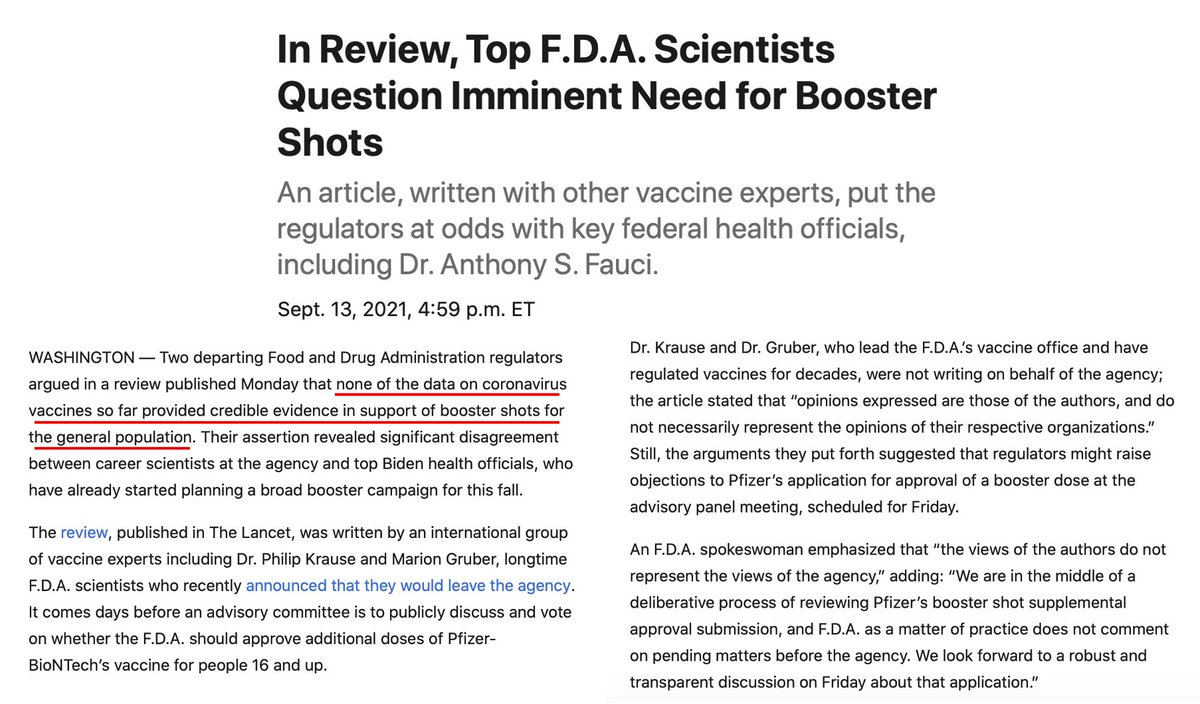 In Review, Top F.D.A. Scientists
Question Imminent Need for Booster
Shots
An article, written with other vaccine experts, put the
regulators at odds with key federal health officials,
including Dr. Anthony S. Fauci.
Sept. 13, 2021, 4:59 p.m. ET
WASHINGTON — Two departing Food and Drug Administration regulators
argued in a review published Monday that none of the data on coronavirus
vaccines so far provided credible evidence in support of booster shots for
the general population. Their assertion revealed significant disagreement
between career scientists at the agency and top Biden health officials, who
have already started planning a broad booster campaign for this fall.
The review, published in The Lancet, was written by an international group
of vaccine experts including Dr. Philip Krause and Marion Gruber, longtime
F.D.A. scientists who recently announced that they would leave the agency.
It comes days before an advisory committee is to publicly discuss and vote
on whether the F.D.A. should approve additional doses of Pfizer-
BioNTech’s vaccine for people 16 and up.
Dr. Krause and Dr. Gruber, who lead the F.D.A.’s vaccine office and have
regulated vaccines for decades, were not writing on behalf of the agency;
the article stated that “opinions expressed are those of the authors, and do
not necessarily represent the opinions of their respective organizations.”
Still, the arguments they put forth suggested that regulators might raise
objections to Pfizer’s application for approval of a booster dose at the
advisory panel meeting, scheduled for Friday.
An F.D.A. spokeswoman emphasized that “the views of the authors do not
represent the views of the agency,” adding: “We are in the middle of a
deliberative process of reviewing Pfizer’s booster shot supplemental
approval submission, and F.D.A. as a matter of practice does not comment
on pending matters before the agency. We look forward to a robust and
transparent discussion on Friday about that application.”